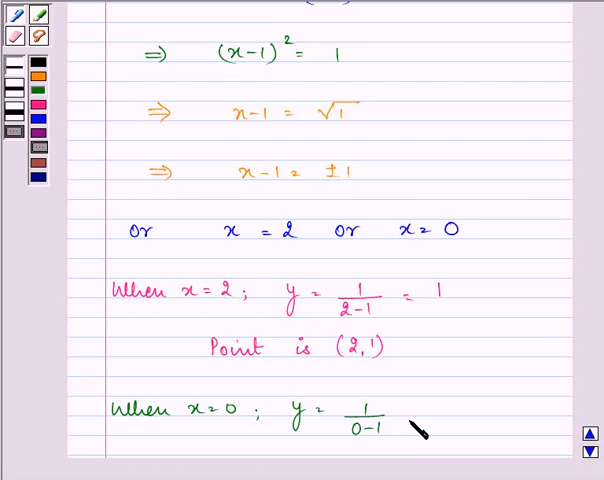 ⇒ (x-1)² = 1
⇒ x-1 = √1
⇒ x-1 = ±1
or x = 2 or x = 0
When x = 2 ; y = 1/(2-1) = 1
Point is (2,1)
When x = 0 ; y = 1/(0-1)